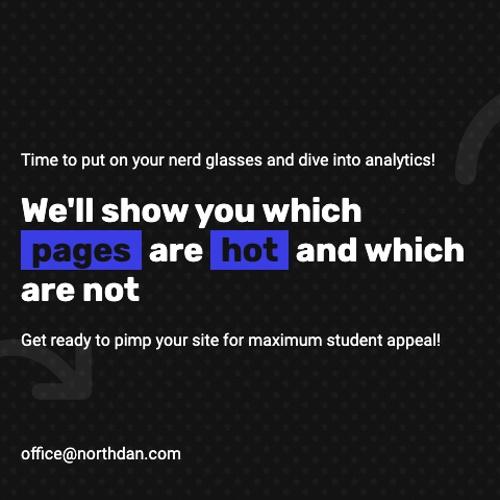 Time to put on your nerd glasses and dive into analytics!
We'll show you which
pages are hot and which
are not
Get ready to pimp your site for maximum student appeal!
office@northdan.com